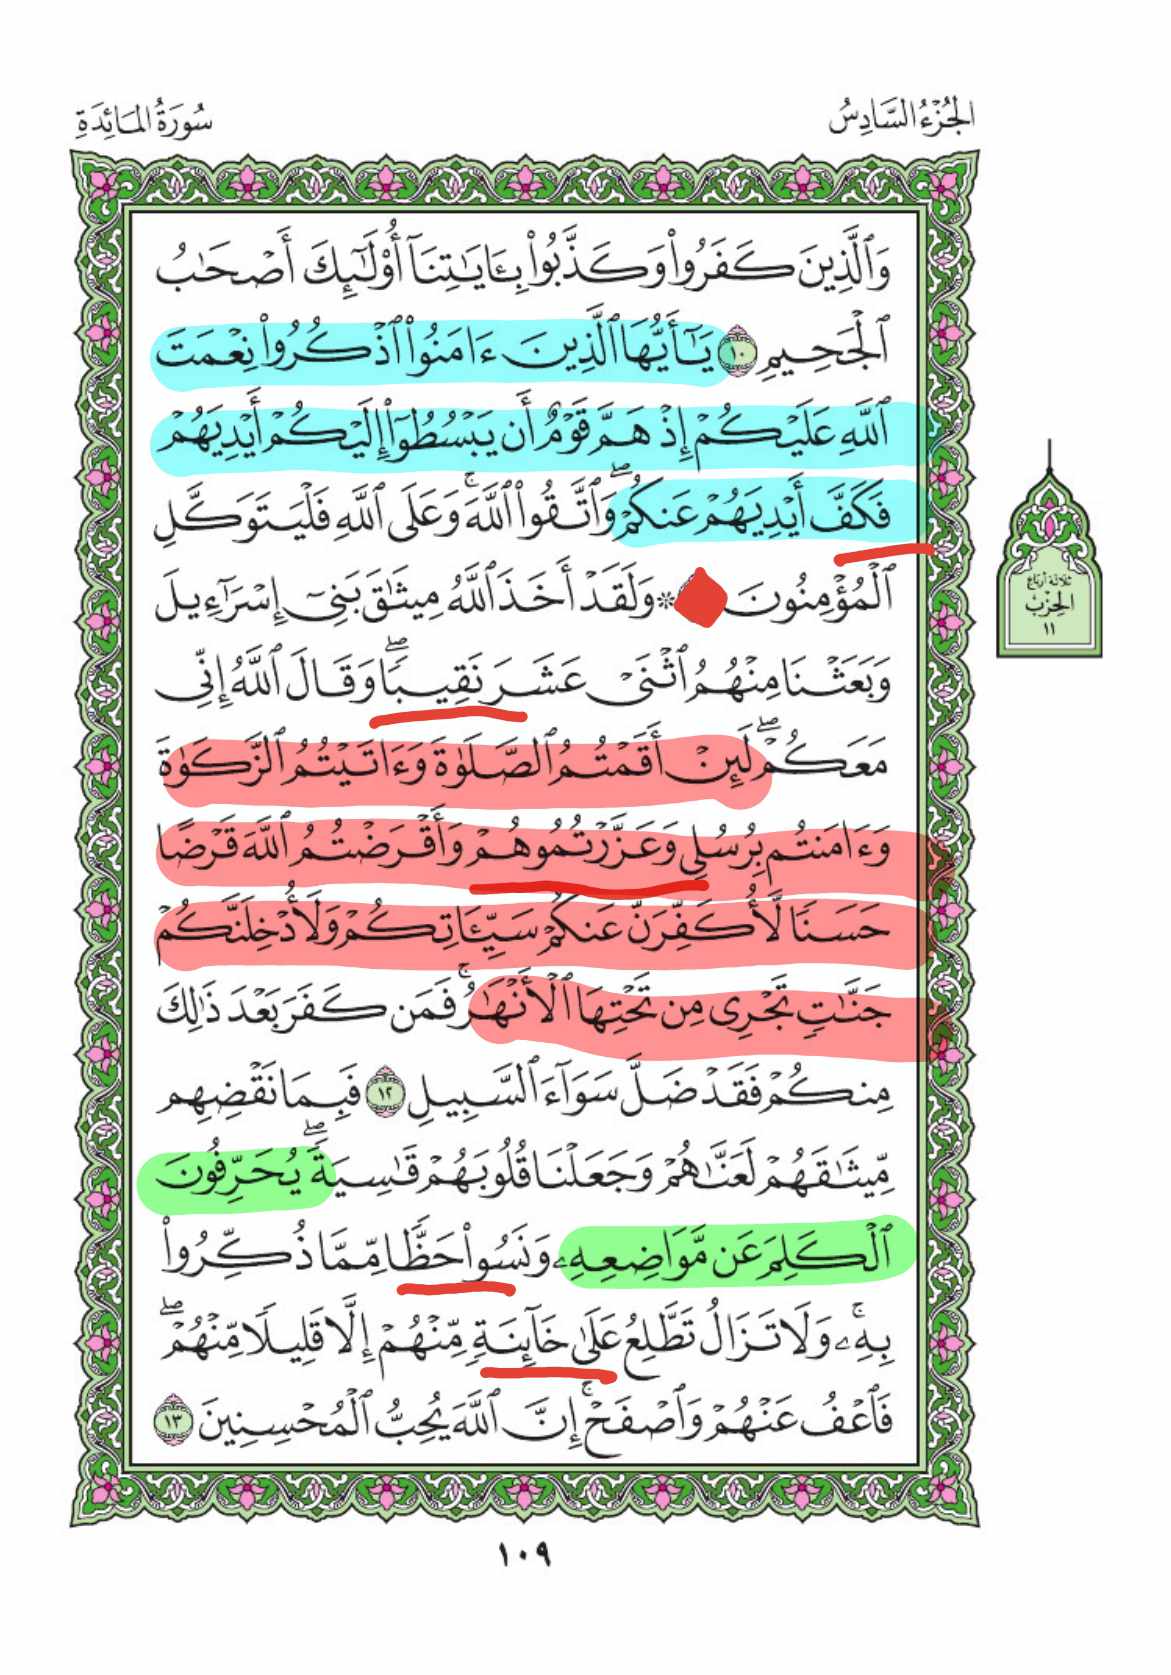 الجُزْءُ السَّادِسُ
سُورَةُ المَائِدَةِ
وَٱلَّذِينَ كَفَرُوا۟ وَكَذَّبُوا۟ بِـَٔايَـٰتِنَآ أُو۟لَـٰٓئِكَ أَصْحَـٰبُ
ٱلْجَحِيمِ ١٠ يَـٰٓأَيُّهَا ٱلَّذِينَ ءَامَنُوا۟ ٱذْكُرُوا۟ نِعْمَتَ
ٱللَّهِ عَلَيْكُمْ إِذْ هَمَّ قَوْمٌ أَن يَبْسُطُوٓا۟ إِلَيْكُمْ أَيْدِيَهُمْ
فَكَفَّ أَيْدِيَهُمْ عَنكُمْ ۖ وَٱتَّقُوا۟ ٱللَّهَ ۚ وَعَلَى ٱللَّهِ فَلْيَتَوَكَّلِ
ٱلْمُؤْمِنُونَ * وَلَقَدْ أَخَذَ ٱللَّهُ مِيثَـٰقَ بَنِىٓ إِسْرَٰٓءِيلَ
وَبَعَثْنَا مِنْهُمُ ٱثْنَىْ عَشَرَ نَقِيبًا ۖ وَقَالَ ٱللَّهُ إِنِّى
مَعَكُمْ ۖ لَئِنْ أَقَمْتُمُ ٱلصَّلَوٰةَ وَءَاتَيْتُمُ ٱلزَّكَوٰةَ
وَءَامَنتُم بِرُسُلِى وَعَزَّرْتُمُوهُمْ وَأَقْرَضْتُمُ ٱللَّهَ قَرْضًا
حَسَنًا لَّأُكَفِّرَنَّ عَنكُمْ سَيِّـَٔاتِكُمْ وَلَأُدْخِلَنَّكُمْ
جَنَّـٰتٍ تَجْرِى مِن تَحْتِهَا ٱلْأَنْهَـٰرُ ۚ فَمَن كَفَرَ بَعْدَ ذَٰلِكَ
مِنكُمْ فَقَدْ ضَلَّ سَوَآءَ ٱلسَّبِيلِ ١٢ فَبِمَا نَقْضِهِم
مِّيثَـٰقَهُمْ لَعَنَّـٰهُمْ وَجَعَلْنَا قُلُوبَهُمْ قَـٰسِيَةً ۖ يُحَرِّفُونَ
ٱلْكَلِمَ عَن مَّوَاضِعِهِۦ وَنَسُوا۟ حَظًّا مِّمَّا ذُكِّرُوا۟
بِهِۦ ۚ وَلَا تَزَالُ تَطَّلِعُ عَلَىٰ خَآئِنَةٍ مِّنْهُمْ إِلَّا قَلِيلًا مِّنْهُمْ ۖ
فَٱعْفُ عَنْهُمْ وَٱصْفَحْ ۚ إِنَّ ٱللَّهَ يُحِبُّ ٱلْمُحْسِنِينَ ١٣
ثلاثة أرباع
الحزب
١١
١٠٩